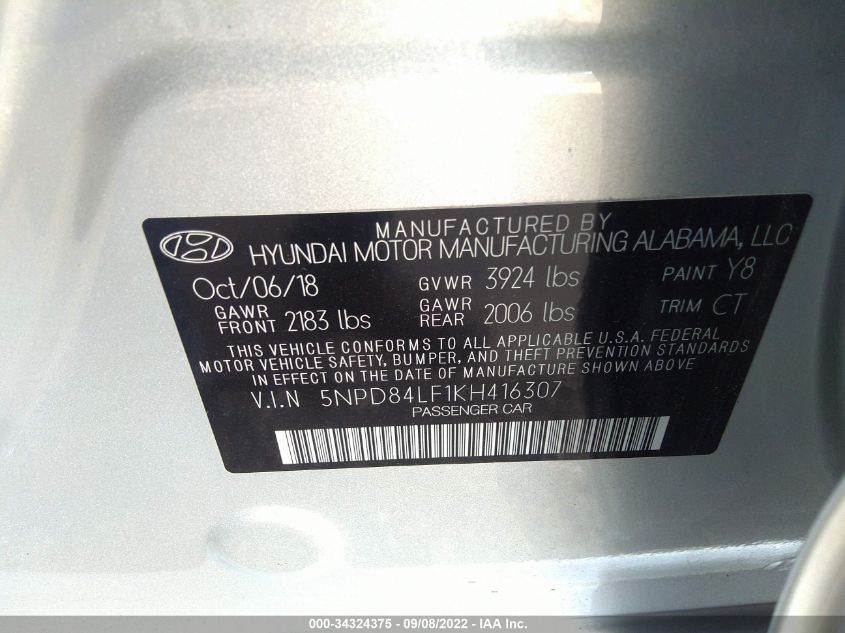 MANUFACTURED BY
HYUNDAI MOTOR MANUFACTURING ALABAMA, LLC
Oct/06/18 GVWR 3924 lbs PAINT Y8
GAWR FRONT 2183 lbs GAWR REAR 2006 lbs TRIM CT
THIS VEHICLE CONFORMS TO ALL APPLICABLE U.S.A. FEDERAL
MOTOR VEHICLE SAFETY, BUMPER, AND THEFT PREVENTION STANDARDS
IN EFFECT ON THE DATE OF MANUFACTURE SHOWN ABOVE
V.I.N 5NPD84LF1KH416307
PASSENGER CAR
000-34324375 - 09/08/2022 - IAA Inc.